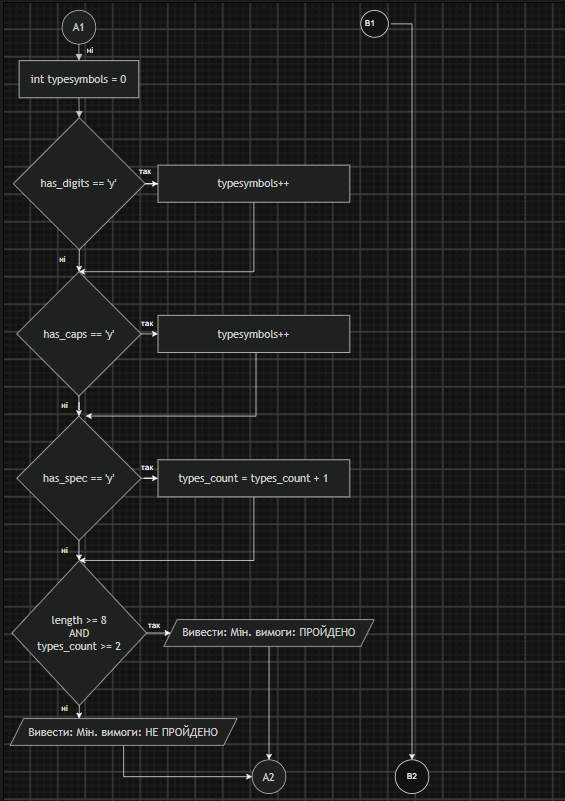 A1
B1
ні
int typesymbols = 0
has_digits == 'y'
так
typesymbols++
ні
has_caps == 'y'
так
typesymbols++
ні
has_spec == 'y'
так
types_count = types_count + 1
ні
length >= 8
AND
types_count >= 2
так
Вивести: Мін. вимоги: ПРОЙДЕНО
ні
Вивести: Мін. вимоги: НЕ ПРОЙДЕНО
A2
B2